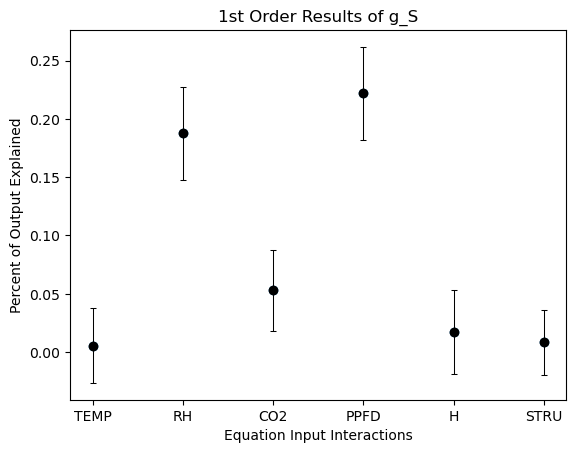 1st Order Results of g_S
Percent of Output Explained
0.25
0.20
0.15
0.10
0.05
0.00
TEMP RH CO2 PPFD H STRU
Equation Input Interactions